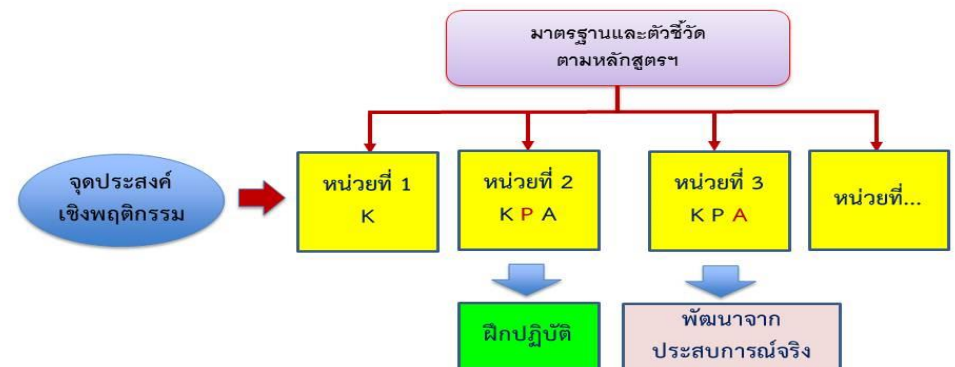 มาตรฐานและตัวชี้วัด
ตามหลักสูตรฯ
จุดประสงค์
เชิงพฤติกรรม
หน่วยที่ 1
K
หน่วยที่ 2
K P A
หน่วยที่ 3
K P A
หน่วยที่...
ฝึกปฏิบัติ
พัฒนาจาก
ประสบการณ์จริง